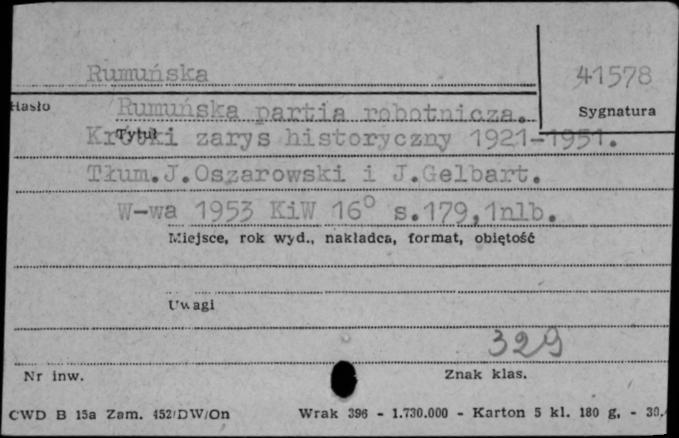 Rumuńska
41578
Hasło
Sygnatura
Rumuńska partia robotnicza.
Tytuł
Krótki zarys historyczny 1921-1951.
Tłum.J.Oszarowski i J.Gelbart.
W-wa 1953 KiW 16° s.179,1nlb.
Miejsce, rok wyd., nakładca, format, objętość
Uwagi
329
Nr inw.
Znak klas.
CWD B 15a Zam. 452/DW/On Wrak 396 - 1.730.000 - Karton 5 kl. 180 g, - 30.